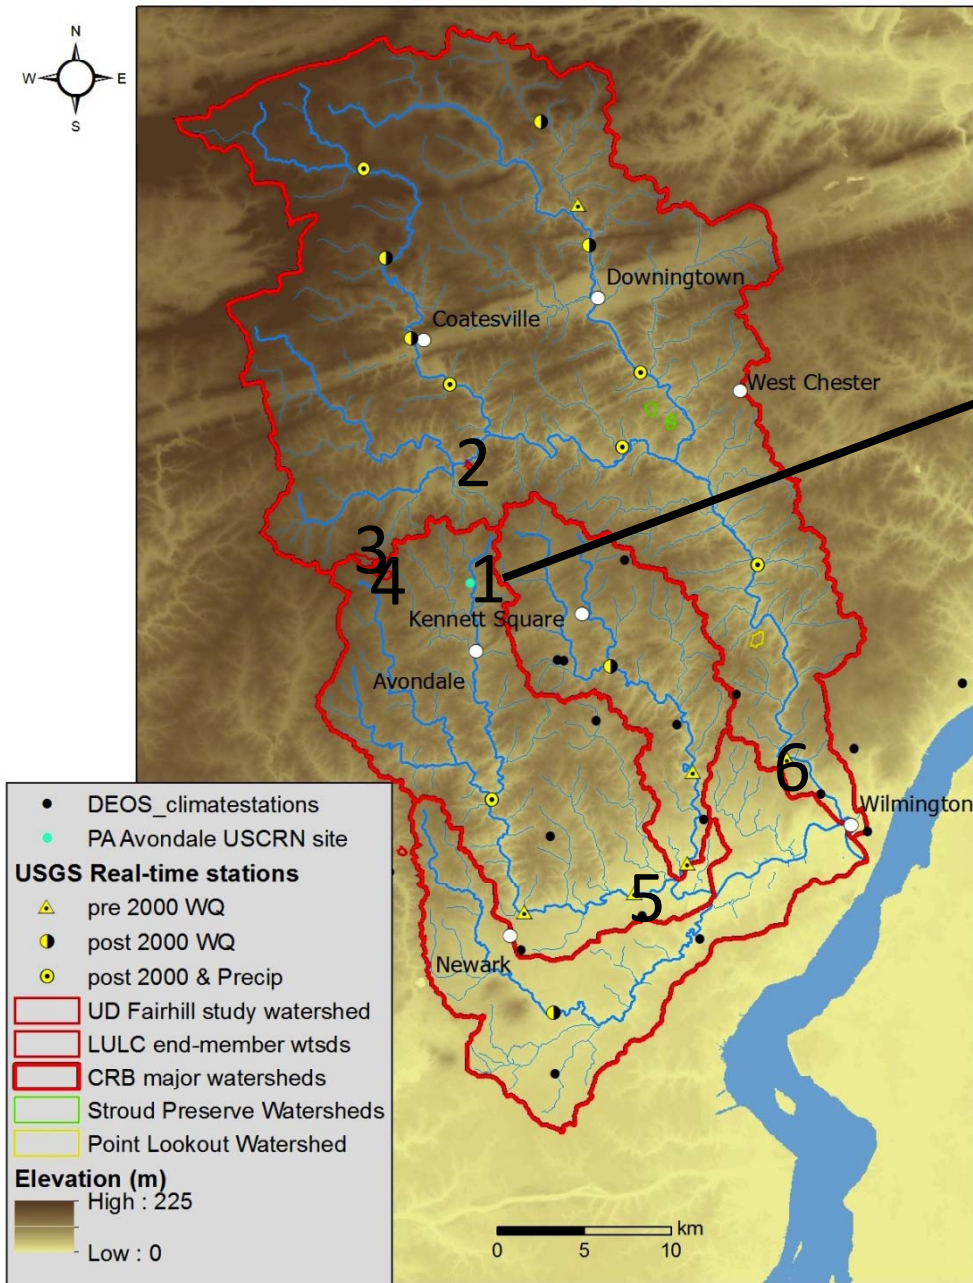 N
W E
S
Downingtown
Coatesville
West Chester
2
3
4
1
Kennett Square
Avondale
6
Wilmington
5
Newark
DEOS_climatestations
PA Avondale USCRN site
USGS Real-time stations
pre 2000 WQ
post 2000 WQ
post 2000 & Precip
UD Fairhill study watershed
LULC end-member wtsds
CRB major watersheds
Stroud Preserve Watersheds
Point Lookout Watershed
Elevation (m)
High : 225
Low : 0
km
0 5 10